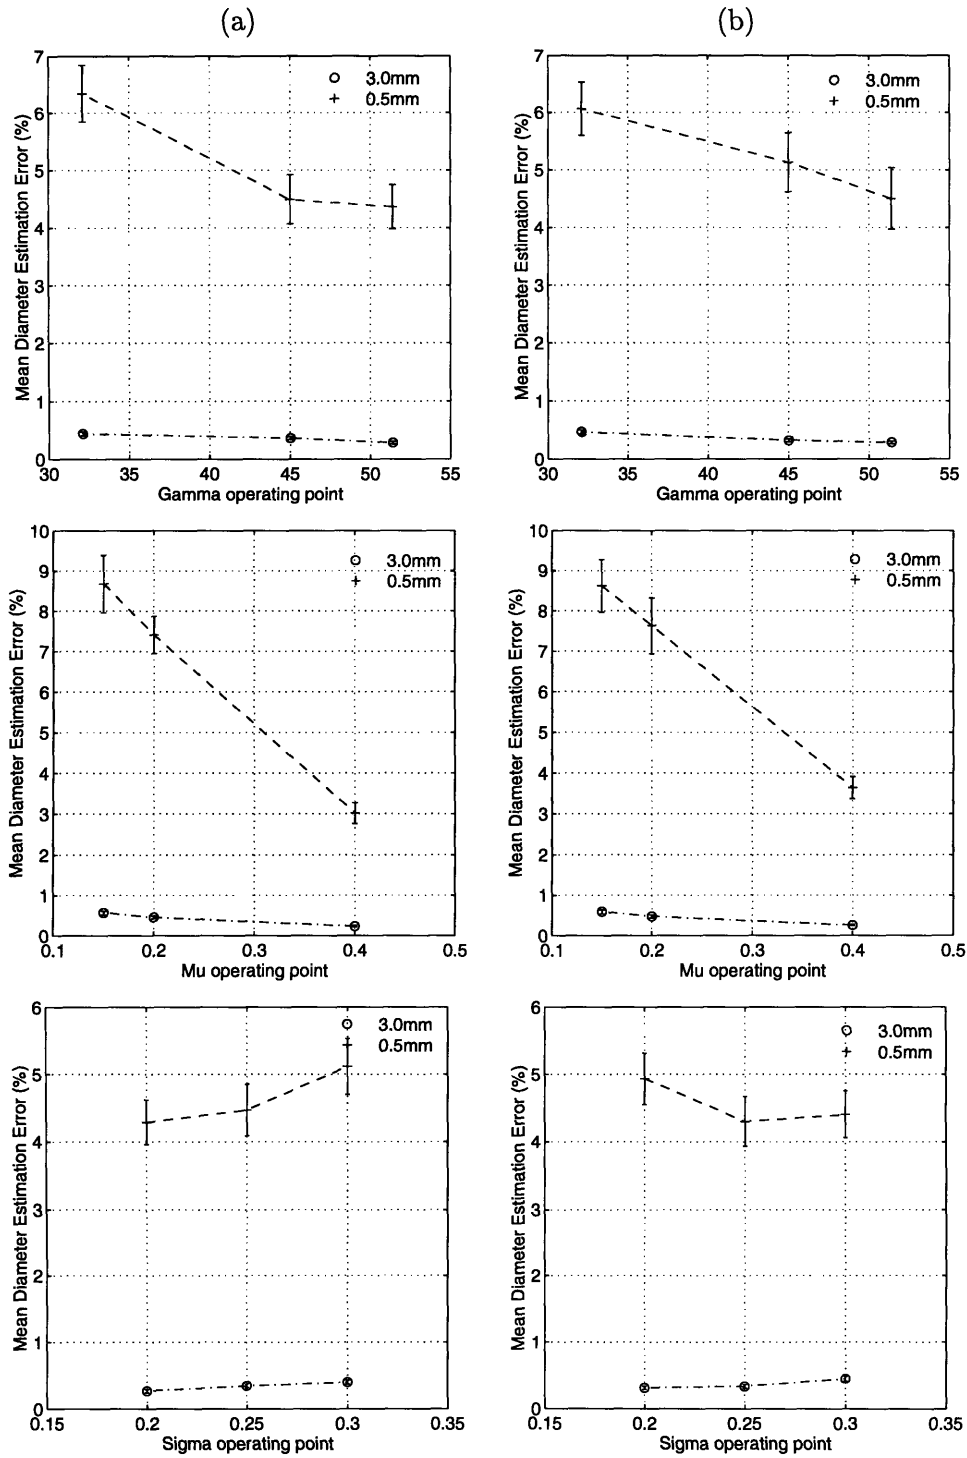 (a)
(b)
7
6
5
4
3
2
1
0
Mean Diameter Estimation Error (%)
3.0mm
0.5mm
30 35 40 45 50 55
Gamma operating point
7
6
5
4
3
2
1
0
Mean Diameter Estimation Error (%)
3.0mm
0.5mm
30 35 40 45 50 55
Gamma operating point
10
9
8
7
6
5
4
3
2
1
0
Mean Diameter Estimation Error (%)
3.0mm
0.5mm
0.1 0.2 0.3 0.4 0.5
Mu operating point
10
9
8
7
6
5
4
3
2
1
0
Mean Diameter Estimation Error (%)
3.0mm
0.5mm
0.1 0.2 0.3 0.4 0.5
Mu operating point
6
5
4
3
2
1
0
Mean Diameter Estimation Error (%)
3.0mm
0.5mm
0.15 0.2 0.25 0.3 0.35
Sigma operating point
6
5
4
3
2
1
0
Mean Diameter Estimation Error (%)
3.0mm
0.5mm
0.15 0.2 0.25 0.3 0.35
Sigma operating point